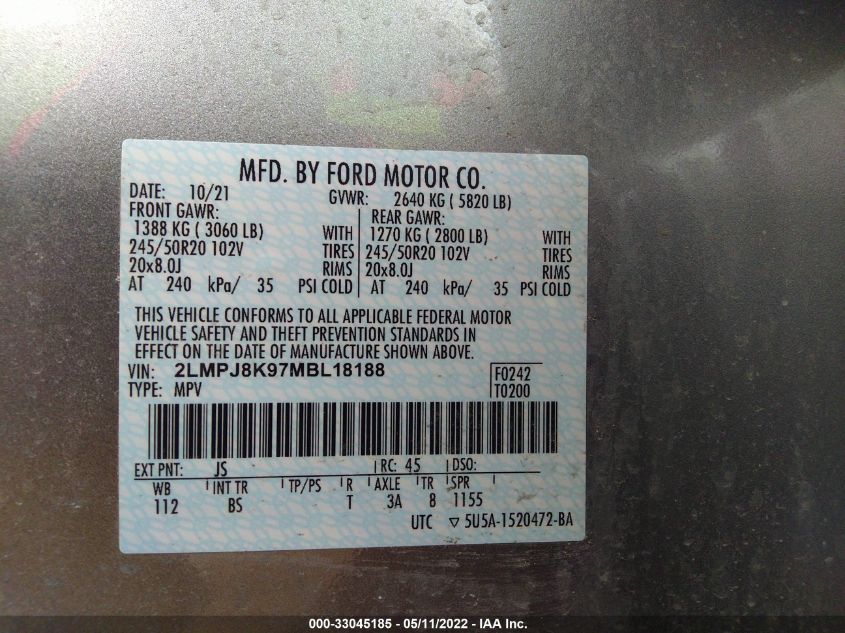 MFD. BY FORD MOTOR CO.
DATE: 10/21 GVWR: 2640 KG ( 5820 LB)
FRONT GAWR: REAR GAWR:
1388 KG ( 3060 LB) WITH 1270 KG ( 2800 LB) WITH
245/50R20 102V TIRES 245/50R20 102V TIRES
20x8.0J RIMS 20x8.0J RIMS
AT 240 kPa/ 35 PSI COLD AT 240 kPa/ 35 PSI COLD
THIS VEHICLE CONFORMS TO ALL APPLICABLE FEDERAL MOTOR
VEHICLE SAFETY AND THEFT PREVENTION STANDARDS IN
EFFECT ON THE DATE OF MANUFACTURE SHOWN ABOVE.
VIN: 2LMPJ8K97MBL18188 F0242
TYPE: MPV T0200
EXT PNT: JS RC: 45 DSO:
WB INT TR TP/PS R AXLE TR SPR
112 BS T 3A 8 1155
UTC ▽ 5U5A-1520472-BA
000-33045185 - 05/11/2022 - IAA Inc.